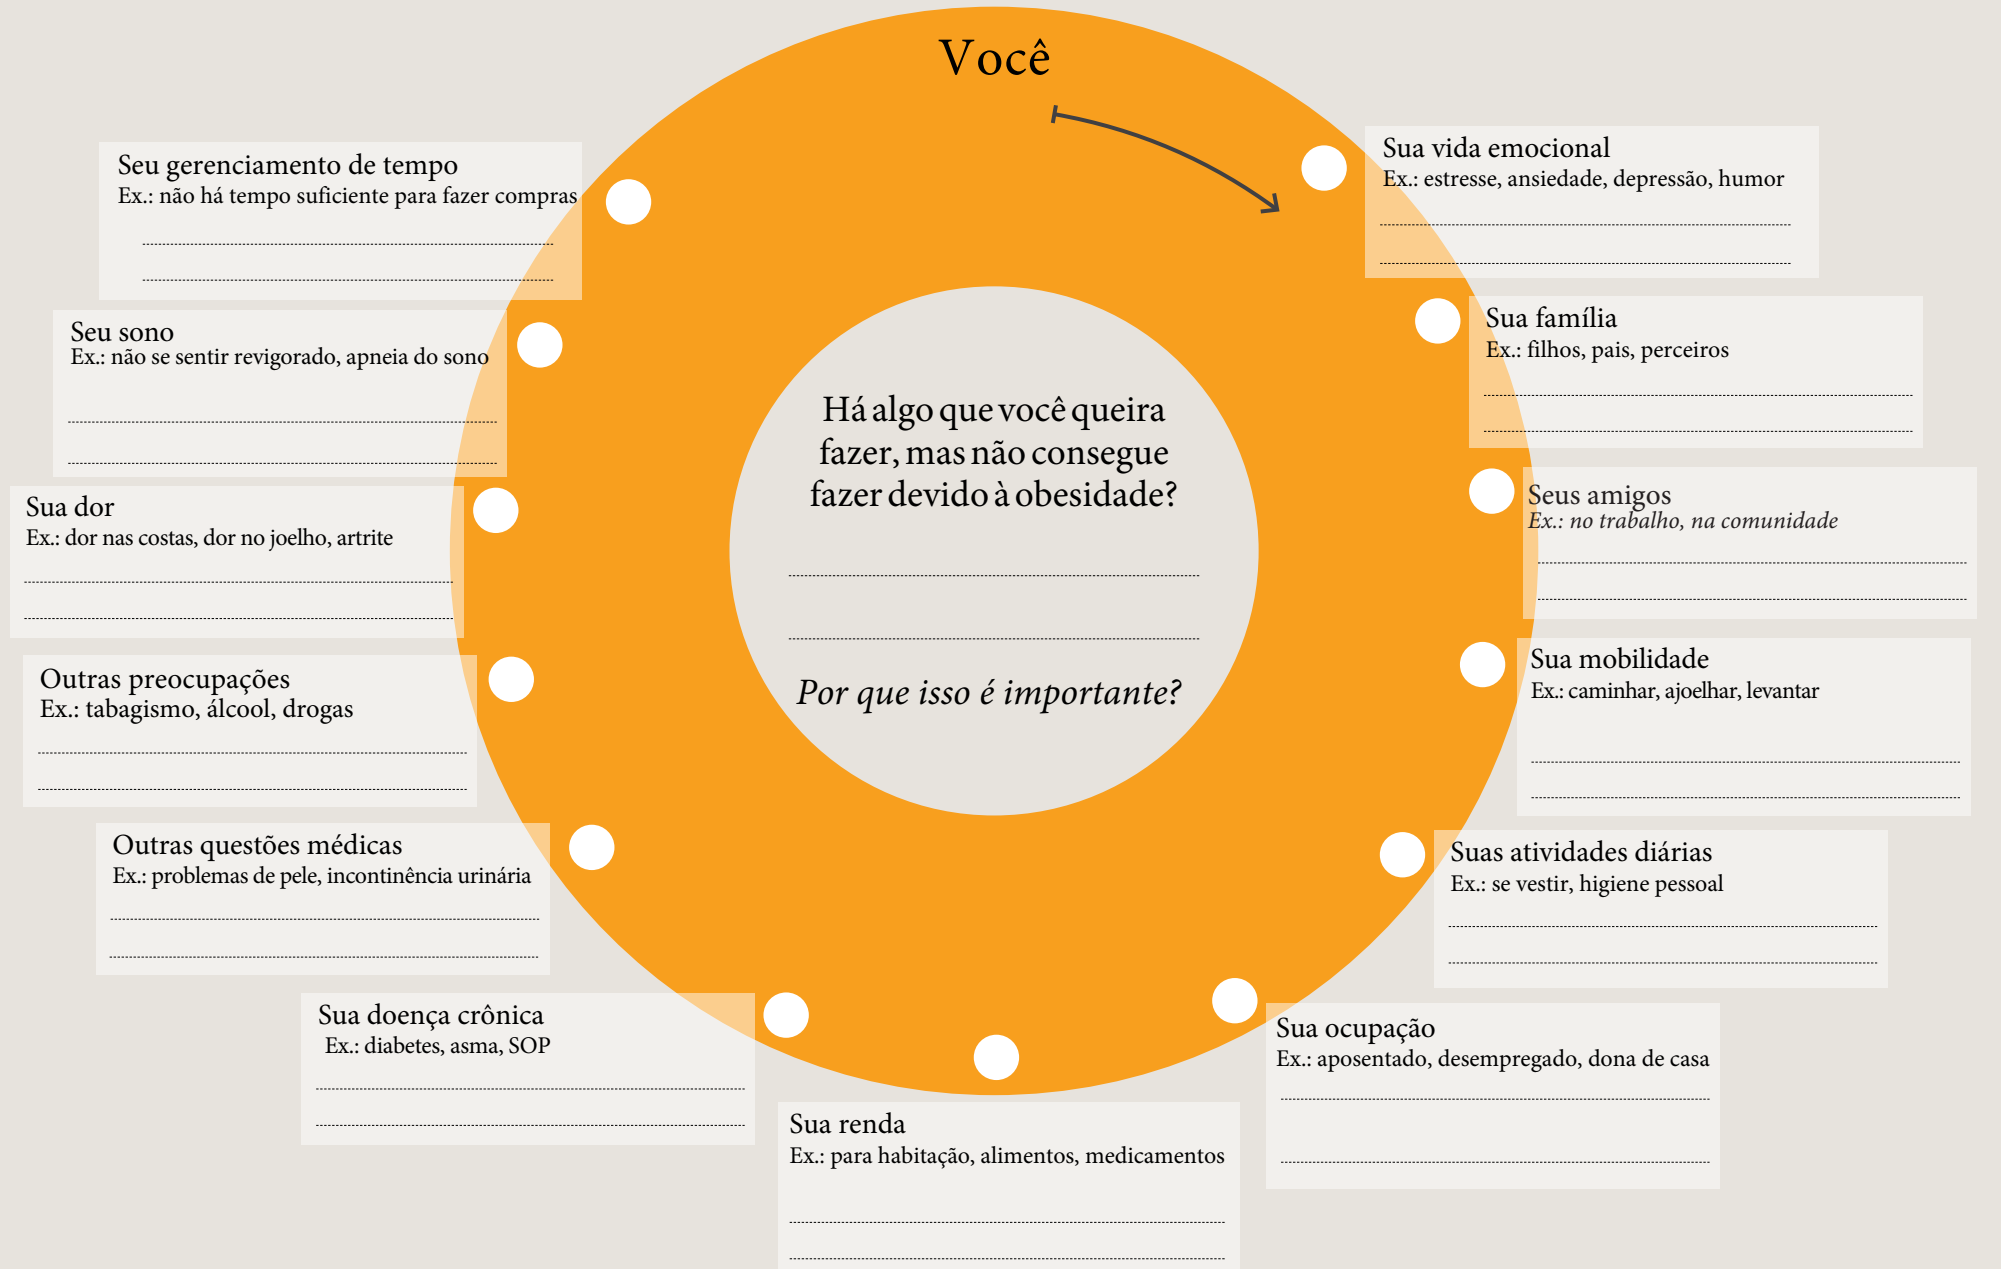 Você
Sua vida emocional
Ex.: estresse, ansiedade, depressão, humor
Sua família
Ex.: filhos, pais, perceiros
Seus amigos
Ex.: no trabalho, na comunidade
Sua mobilidade
Ex.: caminhar, ajoelhar, levantar
Suas atividades diárias
Ex.: se vestir, higiene pessoal
Sua ocupação
Ex.: aposentado, desempregado, dona de casa
Sua renda
Ex.: para habitação, alimentos, medicamentos
Sua doença crônica
Ex.: diabetes, asma, SOP
Outras questões médicas
Ex.: problemas de pele, incontinência urinária
Outras preocupações
Ex.: tabagismo, álcool, drogas
Sua dor
Ex.: dor nas costas, dor no joelho, artrite
Seu sono
Ex.: não se sentir revigorado, apneia do sono
Seu gerenciamento de tempo
Ex.: não há tempo suficiente para fazer compras
Há algo que você queira
fazer, mas não consegue
fazer devido à obesidade?
Por que isso é importante?